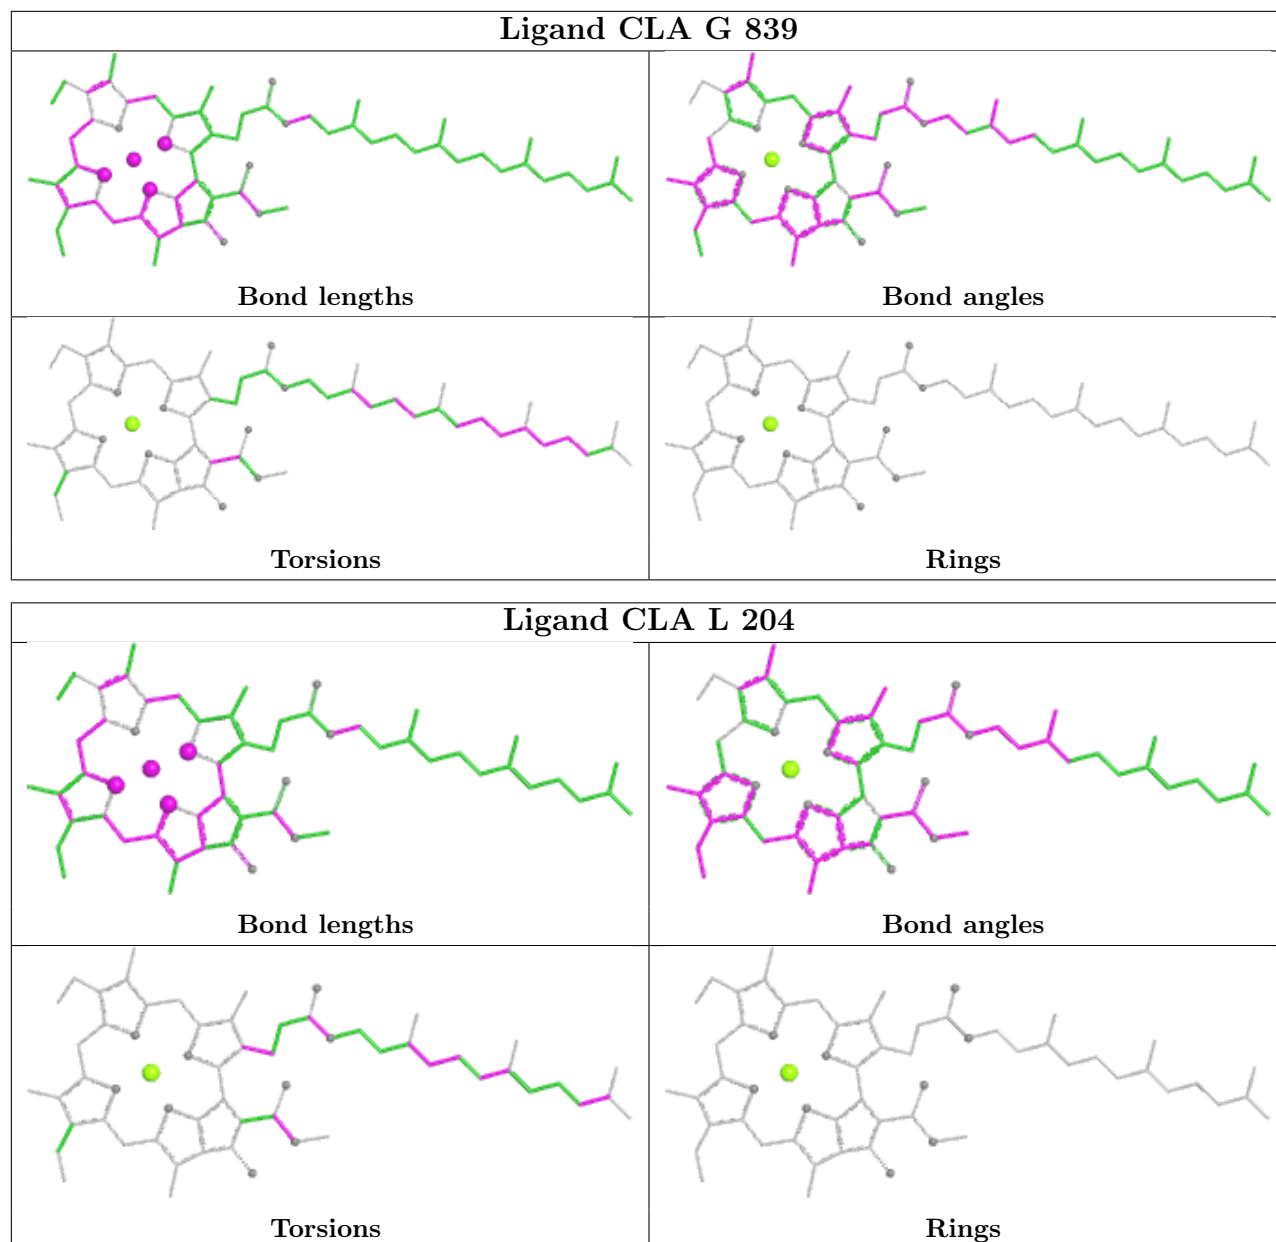 Ligand CLA G 839
Bond lengths
Bond angles
Torsions
Rings
Ligand CLA L 204
Bond lengths
Bond angles
Torsions
Rings